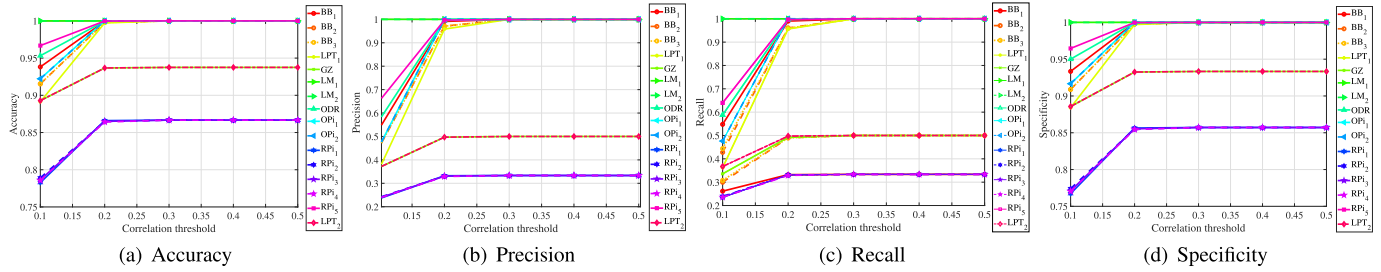 1
0.95
0.9
0.85
0.8
0.75
Accuracy
0.1 0.15 0.2 0.25 0.3 0.35 0.4 0.45 0.5
Correlation threshold
BB1
BB2
BB3
LPT1
GZ
LM1
LM2
ODR
OPi1
OPi2
RPi1
RPi2
RPi3
RPi4
RPi5
LPT2
(a) Accuracy
1
0.9
0.8
0.7
0.6
0.5
0.4
0.3
0.2
Precision
0.1 0.15 0.2 0.25 0.3 0.35 0.4 0.45 0.5
Correlation threshold
BB1
BB2
BB3
LPT1
GZ
LM1
LM2
ODR
OPi1
OPi2
RPi1
RPi2
RPi3
RPi4
RPi5
LPT2
(b) Precision
1
0.9
0.8
0.7
0.6
0.5
0.4
0.3
0.2
Recall
0.1 0.15 0.2 0.25 0.3 0.35 0.4 0.45 0.5
Correlation threshold
BB1
BB2
BB3
LPT1
GZ
LM1
LM2
ODR
OPi1
OPi2
RPi1
RPi2
RPi3
RPi4
RPi5
LPT2
(c) Recall
1
0.95
0.9
0.85
0.8
0.75
Specificity
0.1 0.15 0.2 0.25 0.3 0.35 0.4 0.45 0.5
Correlation threshold
BB1
BB2
BB3
LPT1
GZ
LM1
LM2
ODR
OPi1
OPi2
RPi1
RPi2
RPi3
RPi4
RPi5
LPT2
(d) Specificity